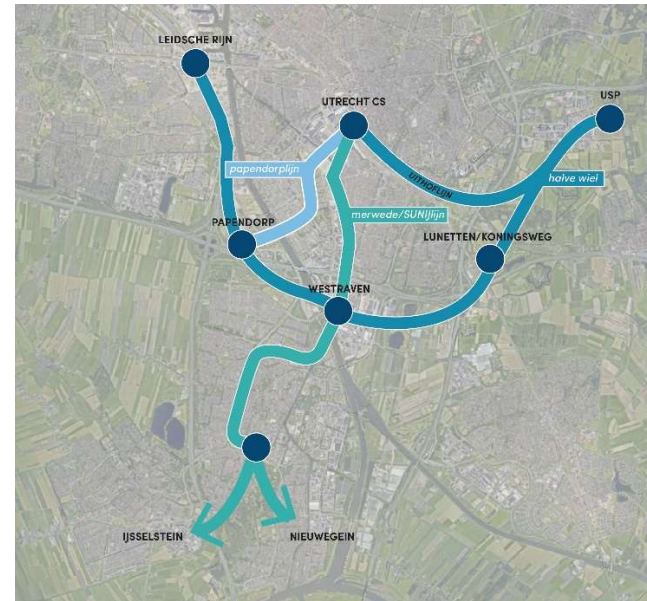 LEIDSCHE RIJN
USP
UTRECHT CS
papendorplijn
UITHOFLIJN
halve wiel
merwede/SUNIJlijn
PAPENDORP
LUNETTEN/KONINGSWEG
WESTRAVEN
IJSSELSTEIN
NIEUWEGEIN